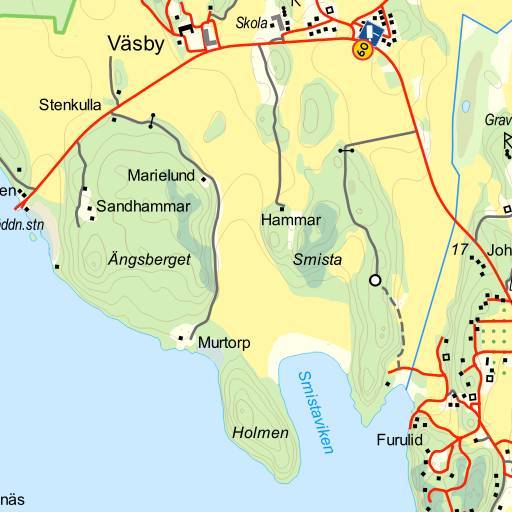 Skola
Väsby
60
Stenkulla
Grav
Marielund
en
Sandhammar
Hammar
ddn.stn
17
Joh
Ängsberget
Smista
Murtorp
Smistaviken
Holmen
Furulid
näs